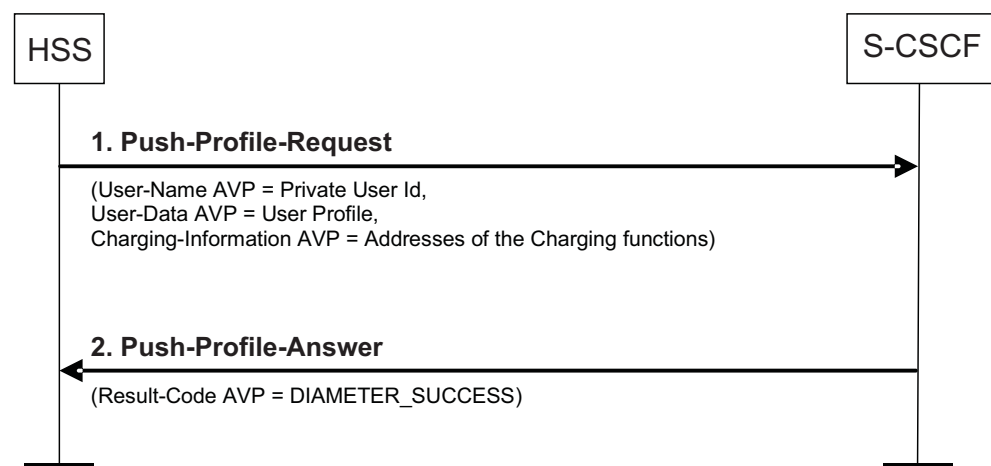 HSS
S-CSCF
1. Push-Profile-Request
(User-Name AVP = Private User Id,
User-Data AVP = User Profile,
Charging-Information AVP = Addresses of the Charging functions)
2. Push-Profile-Answer
(Result-Code AVP = DIAMETER_SUCCESS)